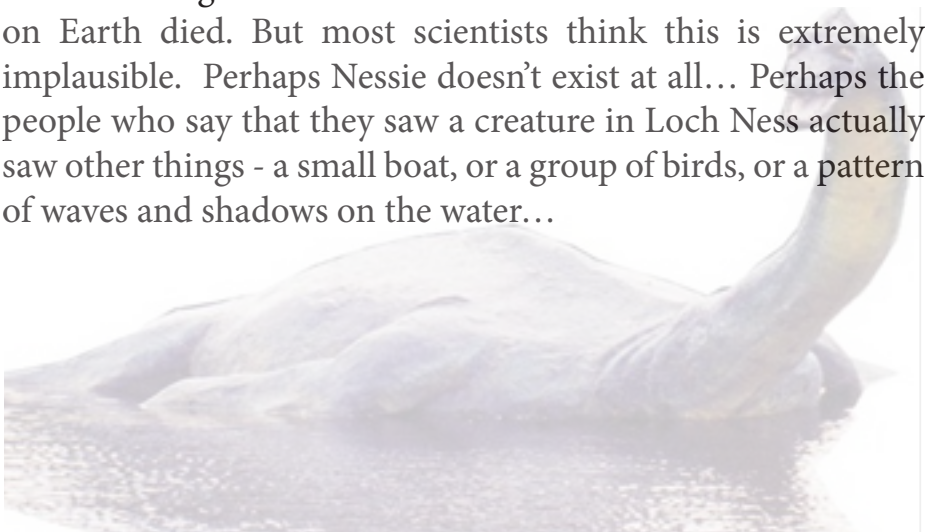 on Earth died. But most scientists think this is extremely
implausible.  Perhaps Nessie doesn’t exist at all… Perhaps the
people who say that they saw a creature in Loch Ness actually
saw other things - a small boat, or a group of birds, or a pattern
of waves and shadows on the water…